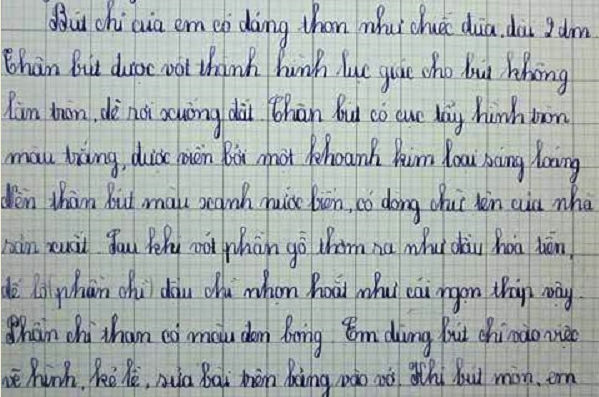 Bút chì của em có dáng thon như chiếc đũa, dài 2 dm
Thân bút được vót thành hình lục giác cho bút không
lăn tròn, dễ rơi xuống đất. Thân bút có cục tẩy hình tròn
màu trắng, được viền bởi một khoanh kim loại sáng loáng
Nền thân bút màu xanh nước biển, có dòng chữ tên của nhà
sản xuất. Sau khi vót phần gỗ thơm ra như dầu hoả tiễn,
để lộ (phần chì) đầu chì nhọn hoắt như cái ngọn tháp vậy.
Phần chì than có màu đen bóng. Em dùng bút chì vào việc
vẽ hình, kẻ lề, sửa bài trên bảng vào vở. Khi bút mòn, em